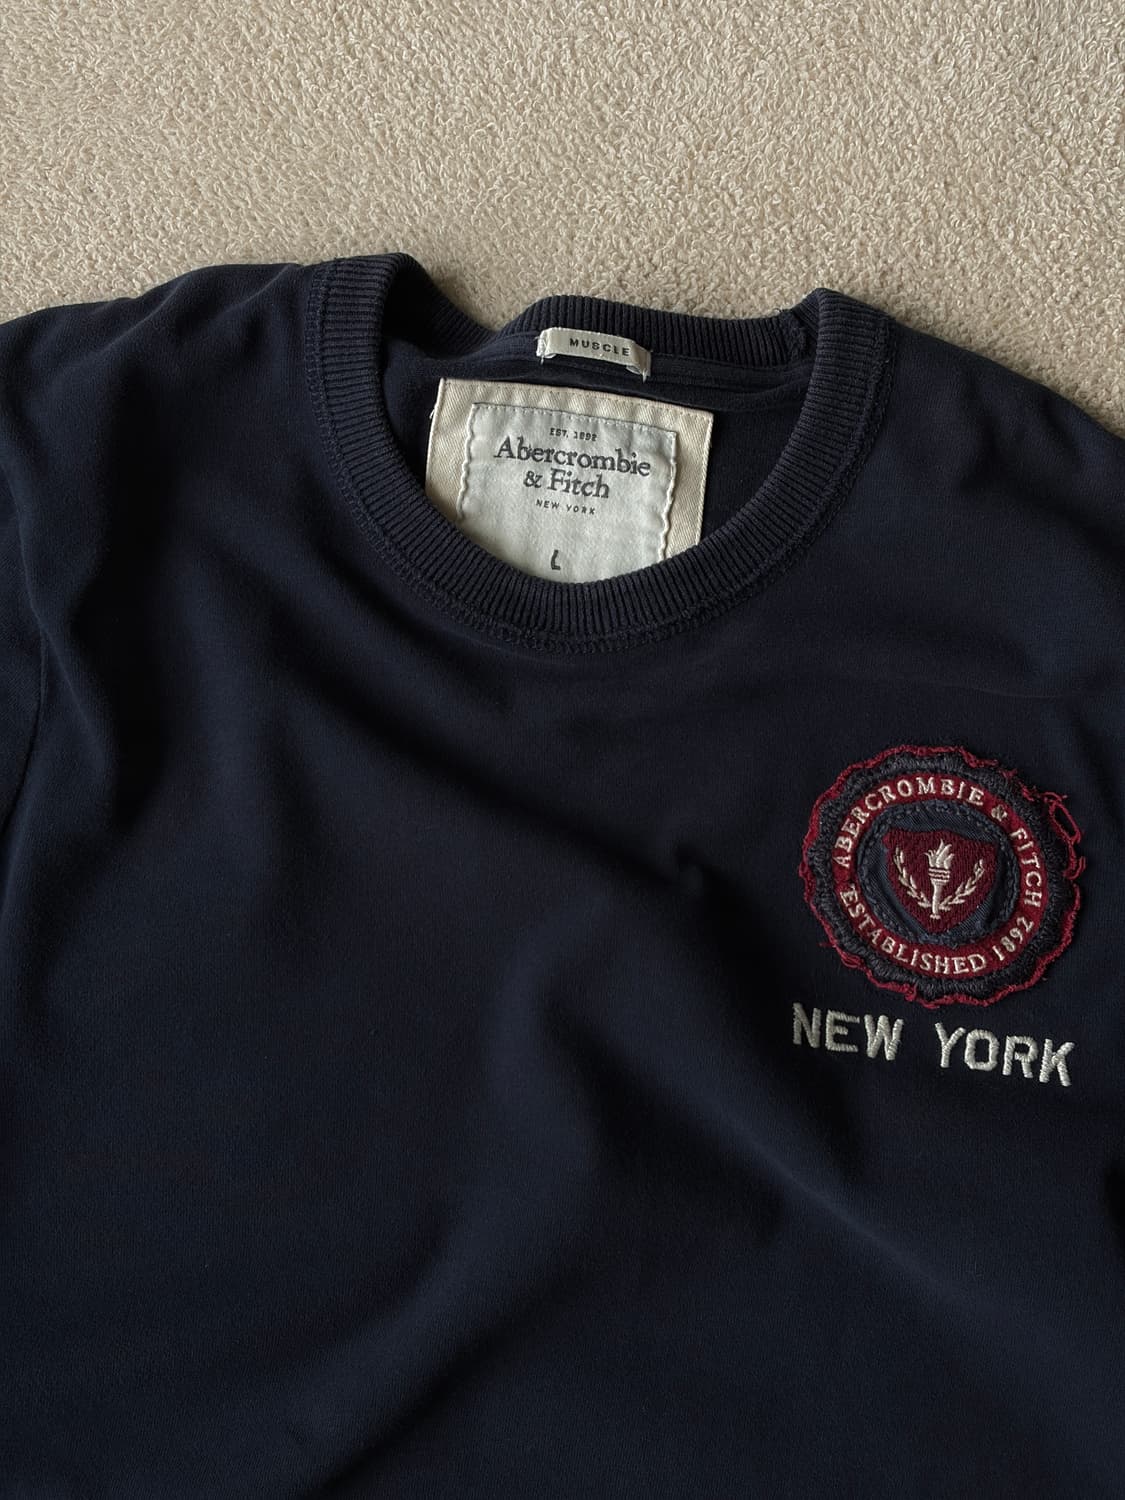 MUSCLE
EST. 1892
Abercrombie
& Fitch
NEW YORK
L
ABERCROMBIE & FITCH
ESTABLISHED 1892
NEW YORK